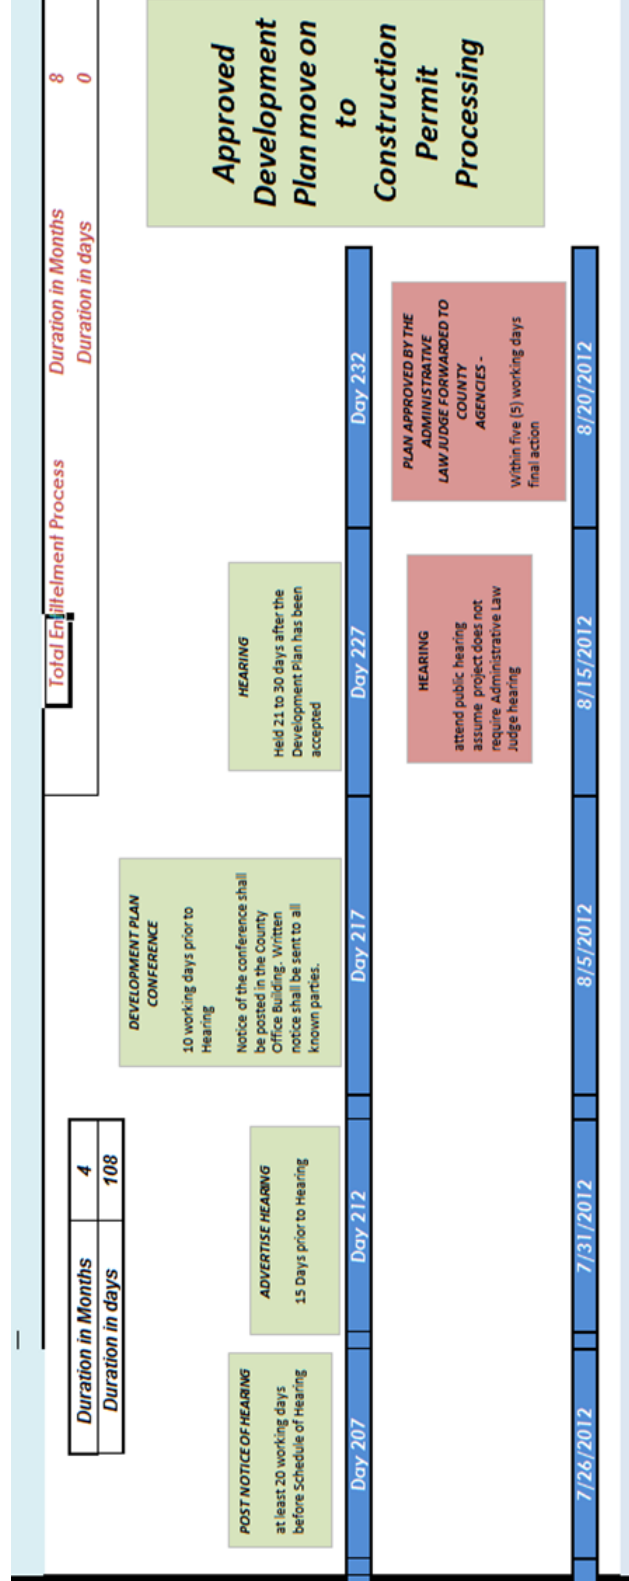 Duration in Months 4
Duration in days 108
Total Entiltelment Process
Duration in Months 8
Duration in days 0
POST NOTICE OF HEARING
at least 20 working days
before Schedule of Hearing
ADVERTISE HEARING
15 Days prior to Hearing
DEVELOPMENT PLAN
CONFERENCE
10 working days prior to
Hearing
Notice of the conference shall
be posted in the County
Office Building. Written
notice shall be sent to all
known parties.
HEARING
Held 21 to 30 days after the
Development Plan has been
accepted
Approved
Development
Plan move on
to
Construction
Permit
Processing
Day 207
Day 212
Day 217
Day 227
Day 232
HEARING
attend public hearing
assume project does not
require Administrative Law
Judge hearing
PLAN APPROVED BY THE
ADMINISTRATIVE
LAW JUDGE FORWARDED TO
COUNTY
AGENCIES -
Within five (5) working days
final action
7/26/2012
7/31/2012
8/5/2012
8/15/2012
8/20/2012